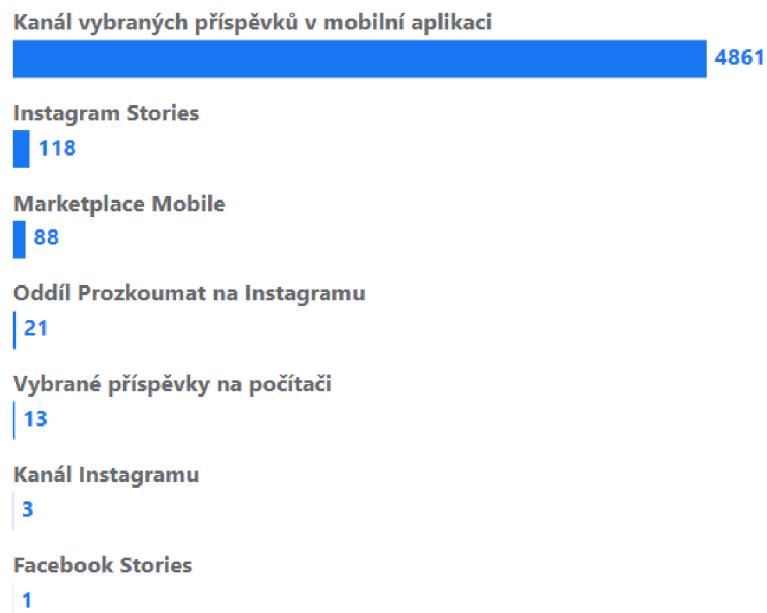 Kanál vybraných příspěvků v mobilní aplikaci
4861
Instagram Stories
118
Marketplace Mobile
88
Oddíl Prozkoumat na Instagramu
21
Vybrané příspěvky na počítači
13
Kanál Instagramu
3
Facebook Stories
1